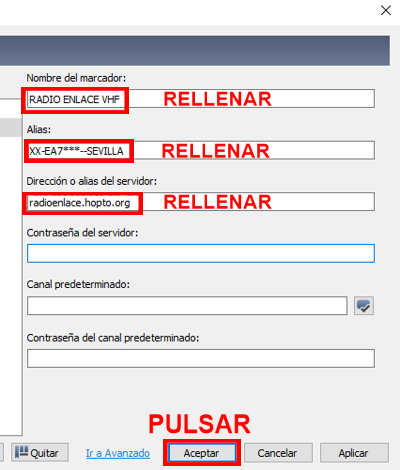 Nombre del marcador:
RADIO ENLACE VHF RELLENAR
Alias:
XX-EA7***--SEVILLA RELLENAR
Dirección o alias del servidor:
radioenlace.hopto.org RELLENAR
Contraseña del servidor:
Canal predeterminado:
Contraseña del canal predeterminado:
PULSAR
Quitar Ir a Avanzado Aceptar Cancelar Aplicar